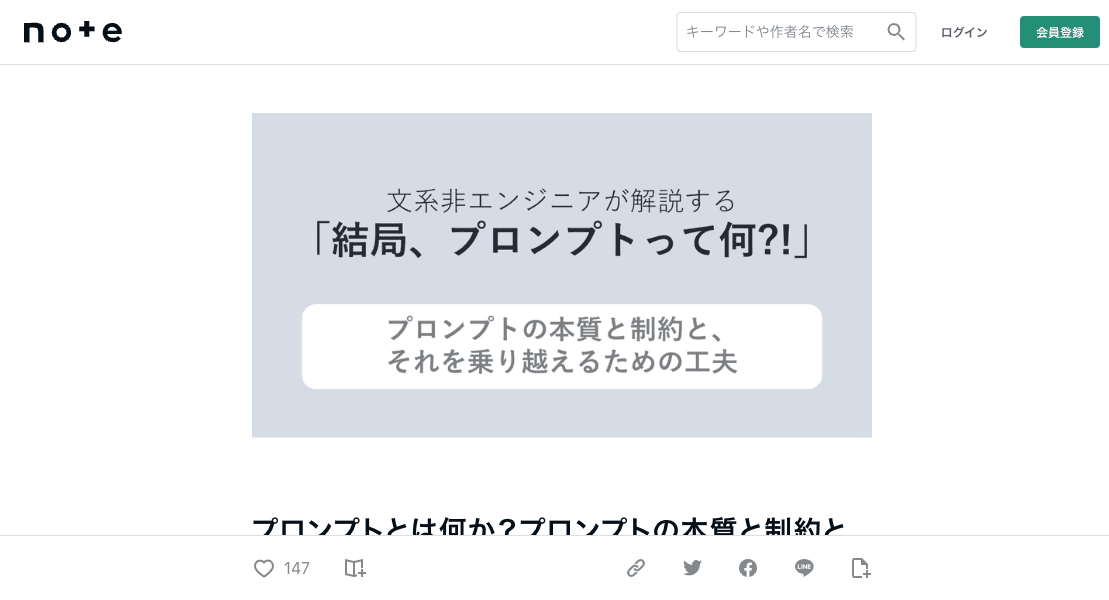 note
キーワードや作者名で検索
ログイン
会員登録
文系非エンジニアが解説する
「結局、プロンプトって何?!」
プロンプトの本質と制約と、
それを乗り越えるための工夫
プロンプトとは何か？プロンプトの本質と制約と
147
LINE